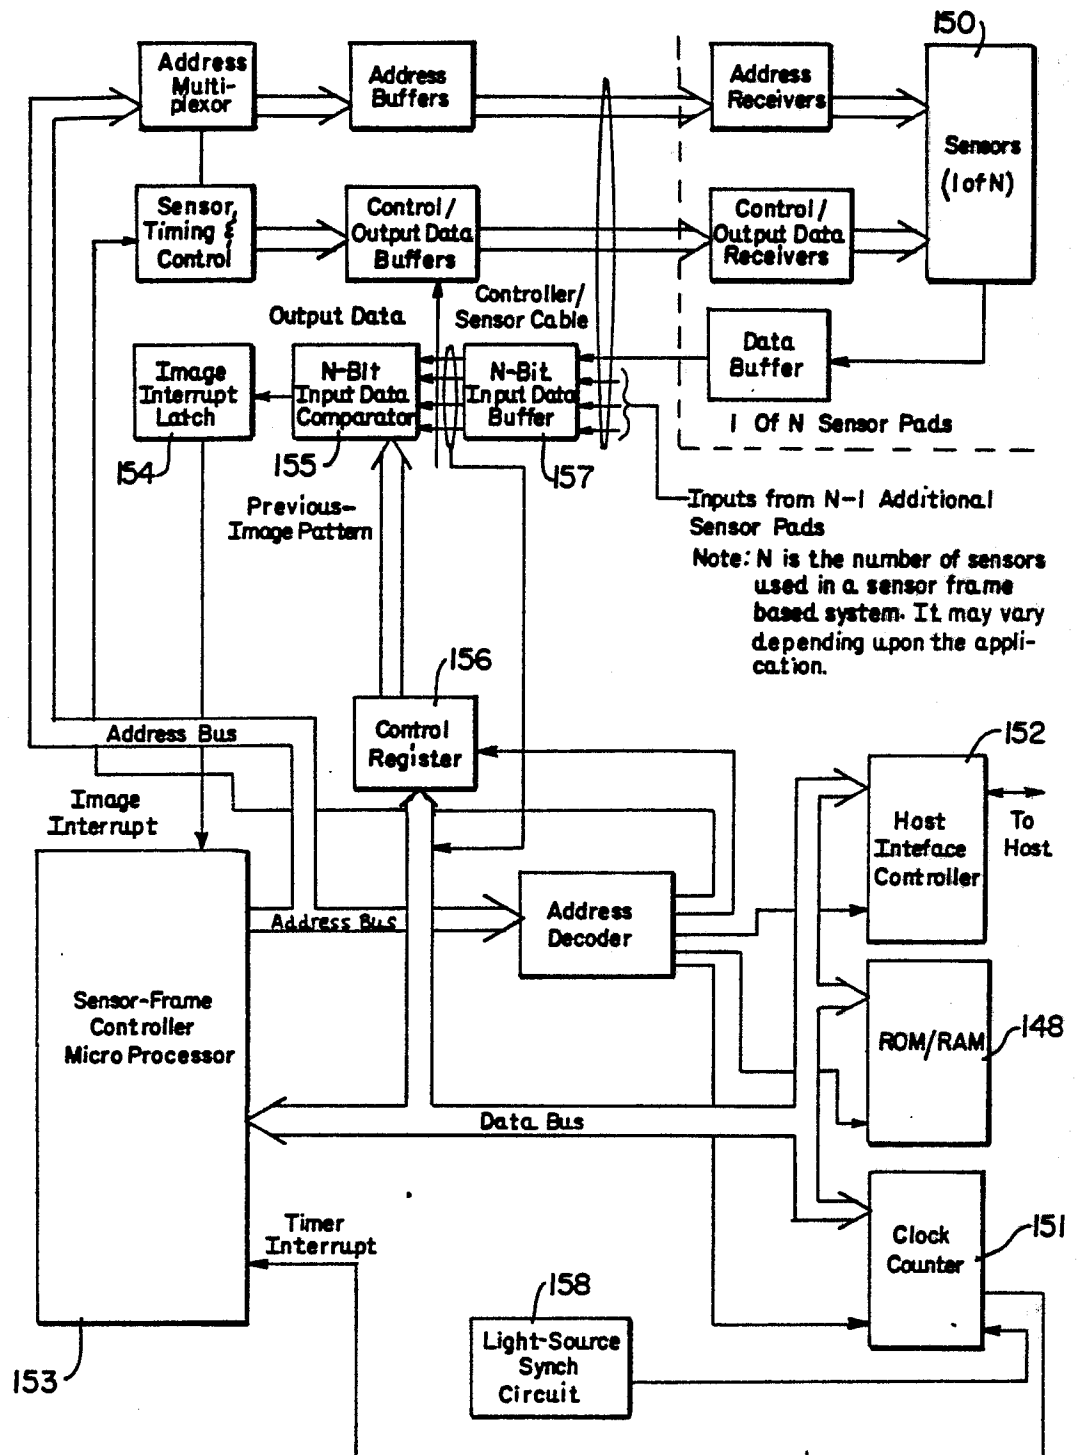 150
Address
Multi-
plexor
Address
Buffers
Address
Receivers
Sensors
(1 of N)
Sensor,
Timing &
Control
Control/
Output Data
Buffers
Control/
Output Data
Receivers
Output Data
Controller/
Sensor Cable
Image
Interrupt
Latch
N-Bit
Input Data
Comparator
N-Bit
Input Data
Buffer
Data
Buffer
1 Of N Sensor Pads
154
155
157
Previous-
Image Pattern
Inputs from N-1 Additional
Sensor Pads
Note: N is the number of sensors
used in a sensor frame
based system. It may vary
depending upon the appli-
cation.
156
Control
Register
Address Bus
152
Image
Interrupt
Host
Inteface
Controller
To
Host
Address Bus
Address
Decoder
Sensor-Frame
Controller
Micro Processor
ROM/RAM
148
Data Bus
Timer
Interrupt
Clock
Counter
151
158
Light-Source
Synch
Circuit
153